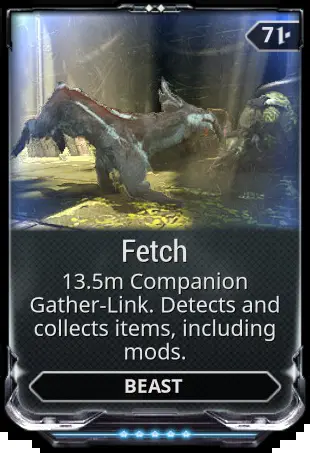 71
Fetch
13.5m Companion
Gather-Link. Detects and
collects items, including
mods.
BEAST